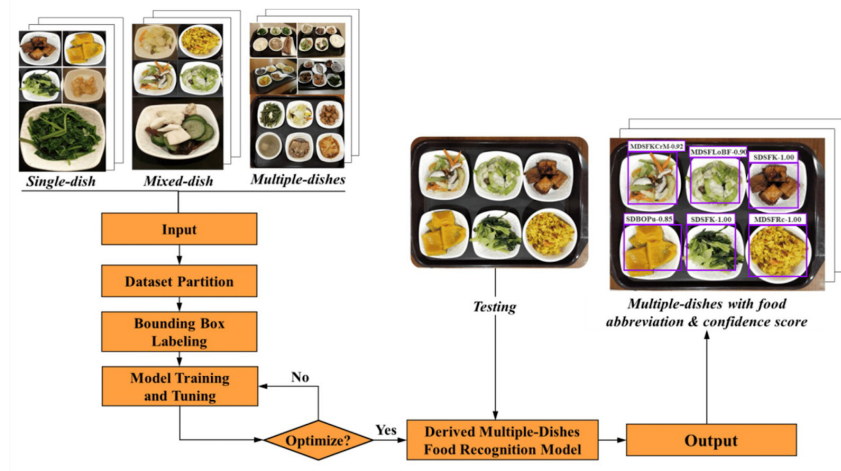 Single-dish
Mixed-dish
Multiple-dishes
Input
Dataset Partition
Bounding Box
Labeling
Model Training
and Tuning
No
Optimize?
Yes
Testing
Derived Multiple-Dishes
Food Recognition Model
Output
MDSFKCrM-0.92
MDSFLoBF-0.90
SDSFK-1.00
SDBOPu-0.85
SDSFK-1.00
MDSFRc-1.00
Multiple-dishes with food
abbreviation & confidence score